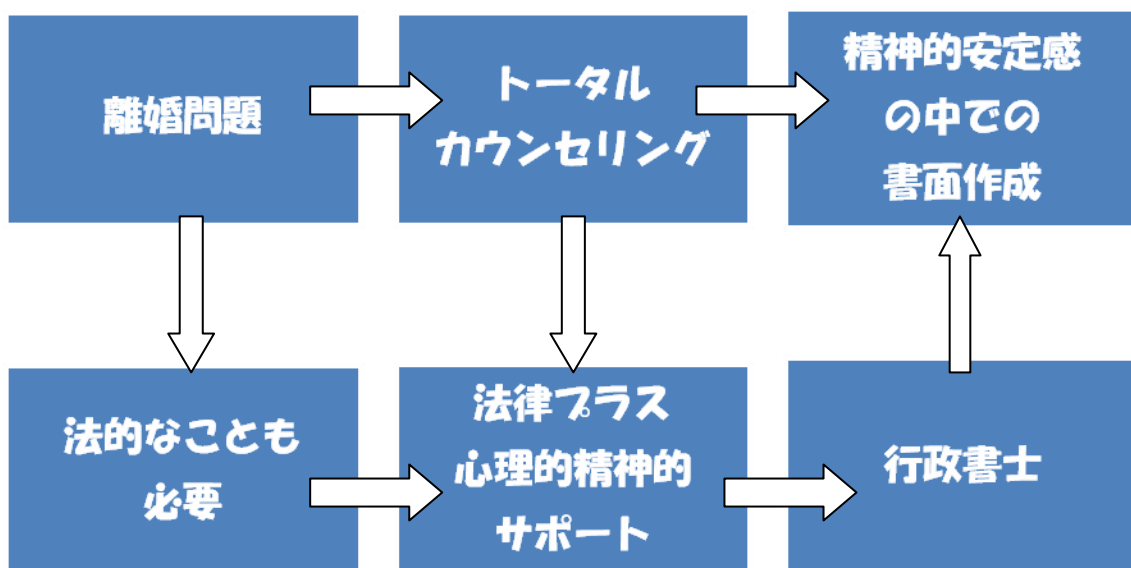 離婚問題
トータル
カウンセリング
精神的安定感
の中での
書面作成
法的なことも
必要
法律プラス
心理的精神的
サポート
行政書士